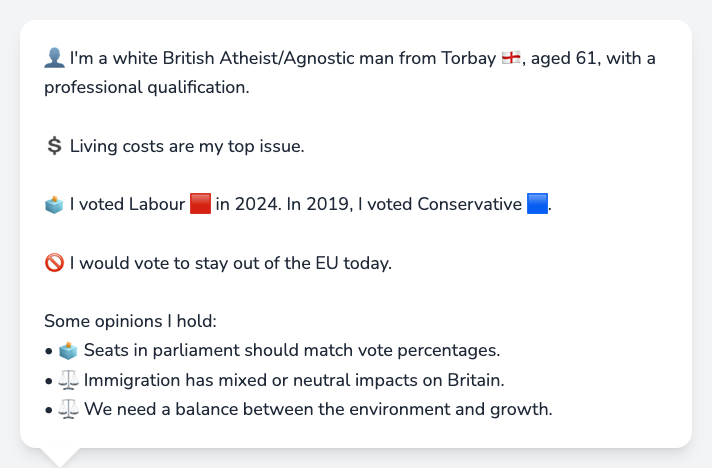 👤 I'm a white British Atheist/Agnostic man from Torbay 🏴󠁧󠁢󠁥󠁮󠁧󠁿, aged 61, with a
professional qualification.
💲 Living costs are my top issue.
🗳️ I voted Labour 🟥 in 2024. In 2019, I voted Conservative 🟦.
🚫 I would vote to stay out of the EU today.
Some opinions I hold:
• 🗳️ Seats in parliament should match vote percentages.
• ⚖️ Immigration has mixed or neutral impacts on Britain.
• ⚖️ We need a balance between the environment and growth.